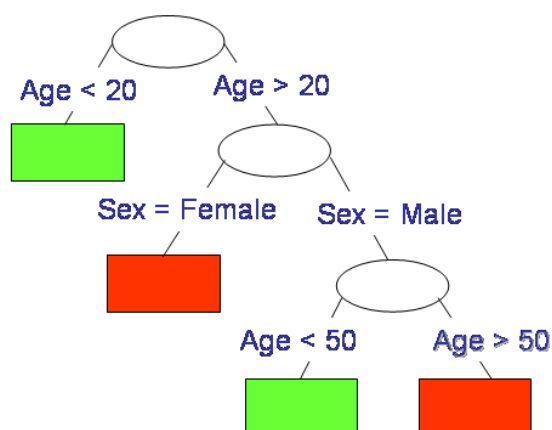 Age < 20
Age > 20
Sex = Female
Sex = Male
Age < 50
Age > 50